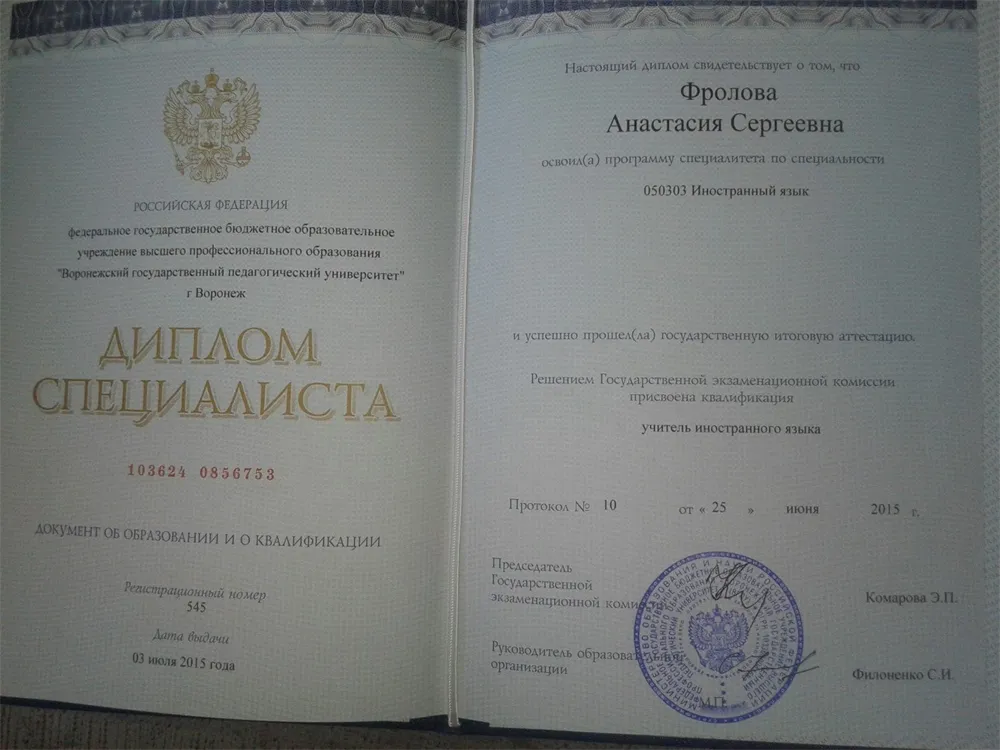 РОССИЙСКАЯ ФЕДЕРАЦИЯ
федеральное государственное бюджетное образовательное
учреждение высшего профессионального образования
"Воронежский государственный педагогический университет"
г Воронеж
ДИПЛОМ
СПЕЦИАЛИСТА
103624 0856753
ДОКУМЕНТ ОБ ОБРАЗОВАНИИ И О КВАЛИФИКАЦИИ
Регистрационный номер
545
Дата выдачи
03 июля 2015 года
Настоящий диплом свидетельствует о том, что
Фролова
Анастасия Сергеевна
освоил(а) программу специалитета по специальности
050303 Иностранный язык
и успешно прошел(ла) государственную итоговую аттестацию.
Решением Государственной экзаменационной комиссии
присвоена квалификация
учитель иностранного языка
Протокол № 10 от « 25 » июня 2015 г.
Председатель
Государственной
экзаменационной комиссии
Комарова Э.П.
Руководитель образовательной
организации
Филоненко С.И.
М.П.